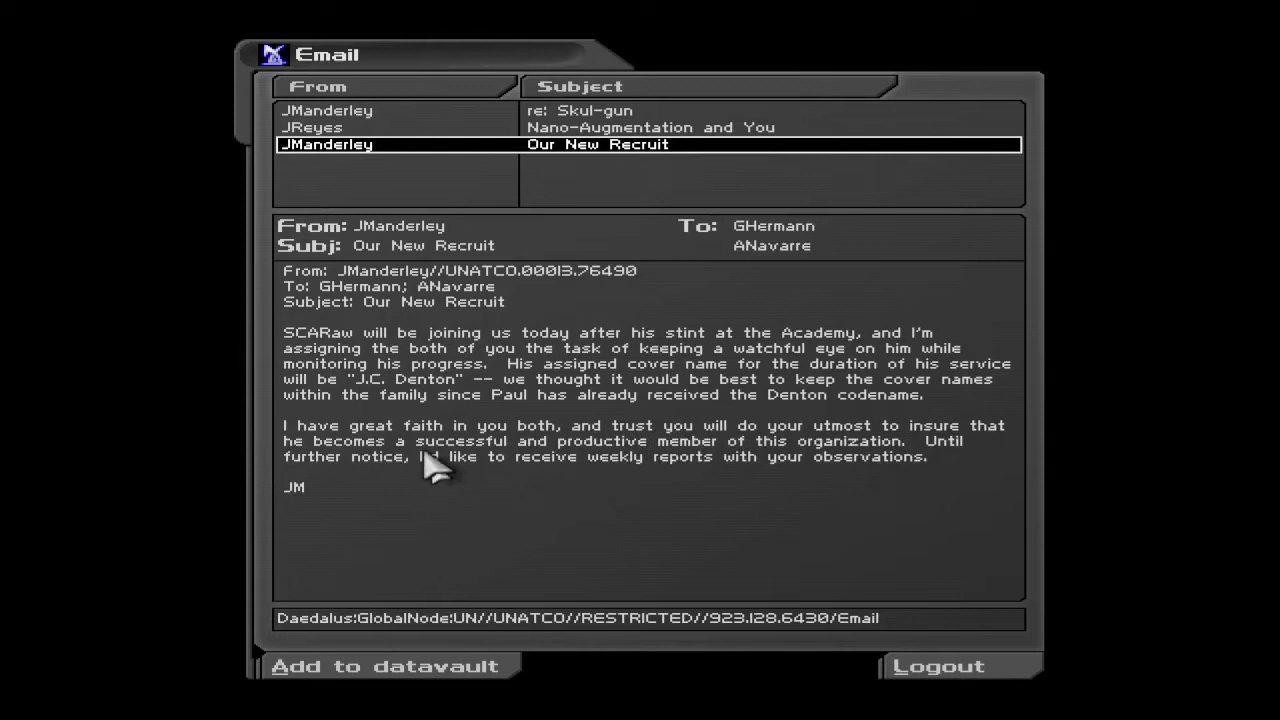 Email
From Subject
JManderley re: Skul-gun
JReyes Nano-Augmentation and You
JManderley Our New Recruit
From: JManderley To: GHermann
Subj: Our New Recruit ANavarre
From: JManderley//UNATCO.00013.76490
To: GHermann; ANavarre
Subject: Our New Recruit
SCARaw will be joining us today after his stint at the Academy, and I'm
assigning the both of you the task of keeping a watchful eye on him while
monitoring his progress. His assigned cover name for the duration of his service
will be "J.C. Denton" -- we thought it would be best to keep the cover names
within the family since Paul has already received the Denton codename.
I have great faith in you both, and trust you will do your utmost to insure that
he becomes a successful and productive member of this organization. Until
further notice, I'd like to receive weekly reports with your observations.
JM
Daedalus:GlobalNode:UN//UNATCO//RESTRICTED//923.128.6430/Email
Add to datavault Logout